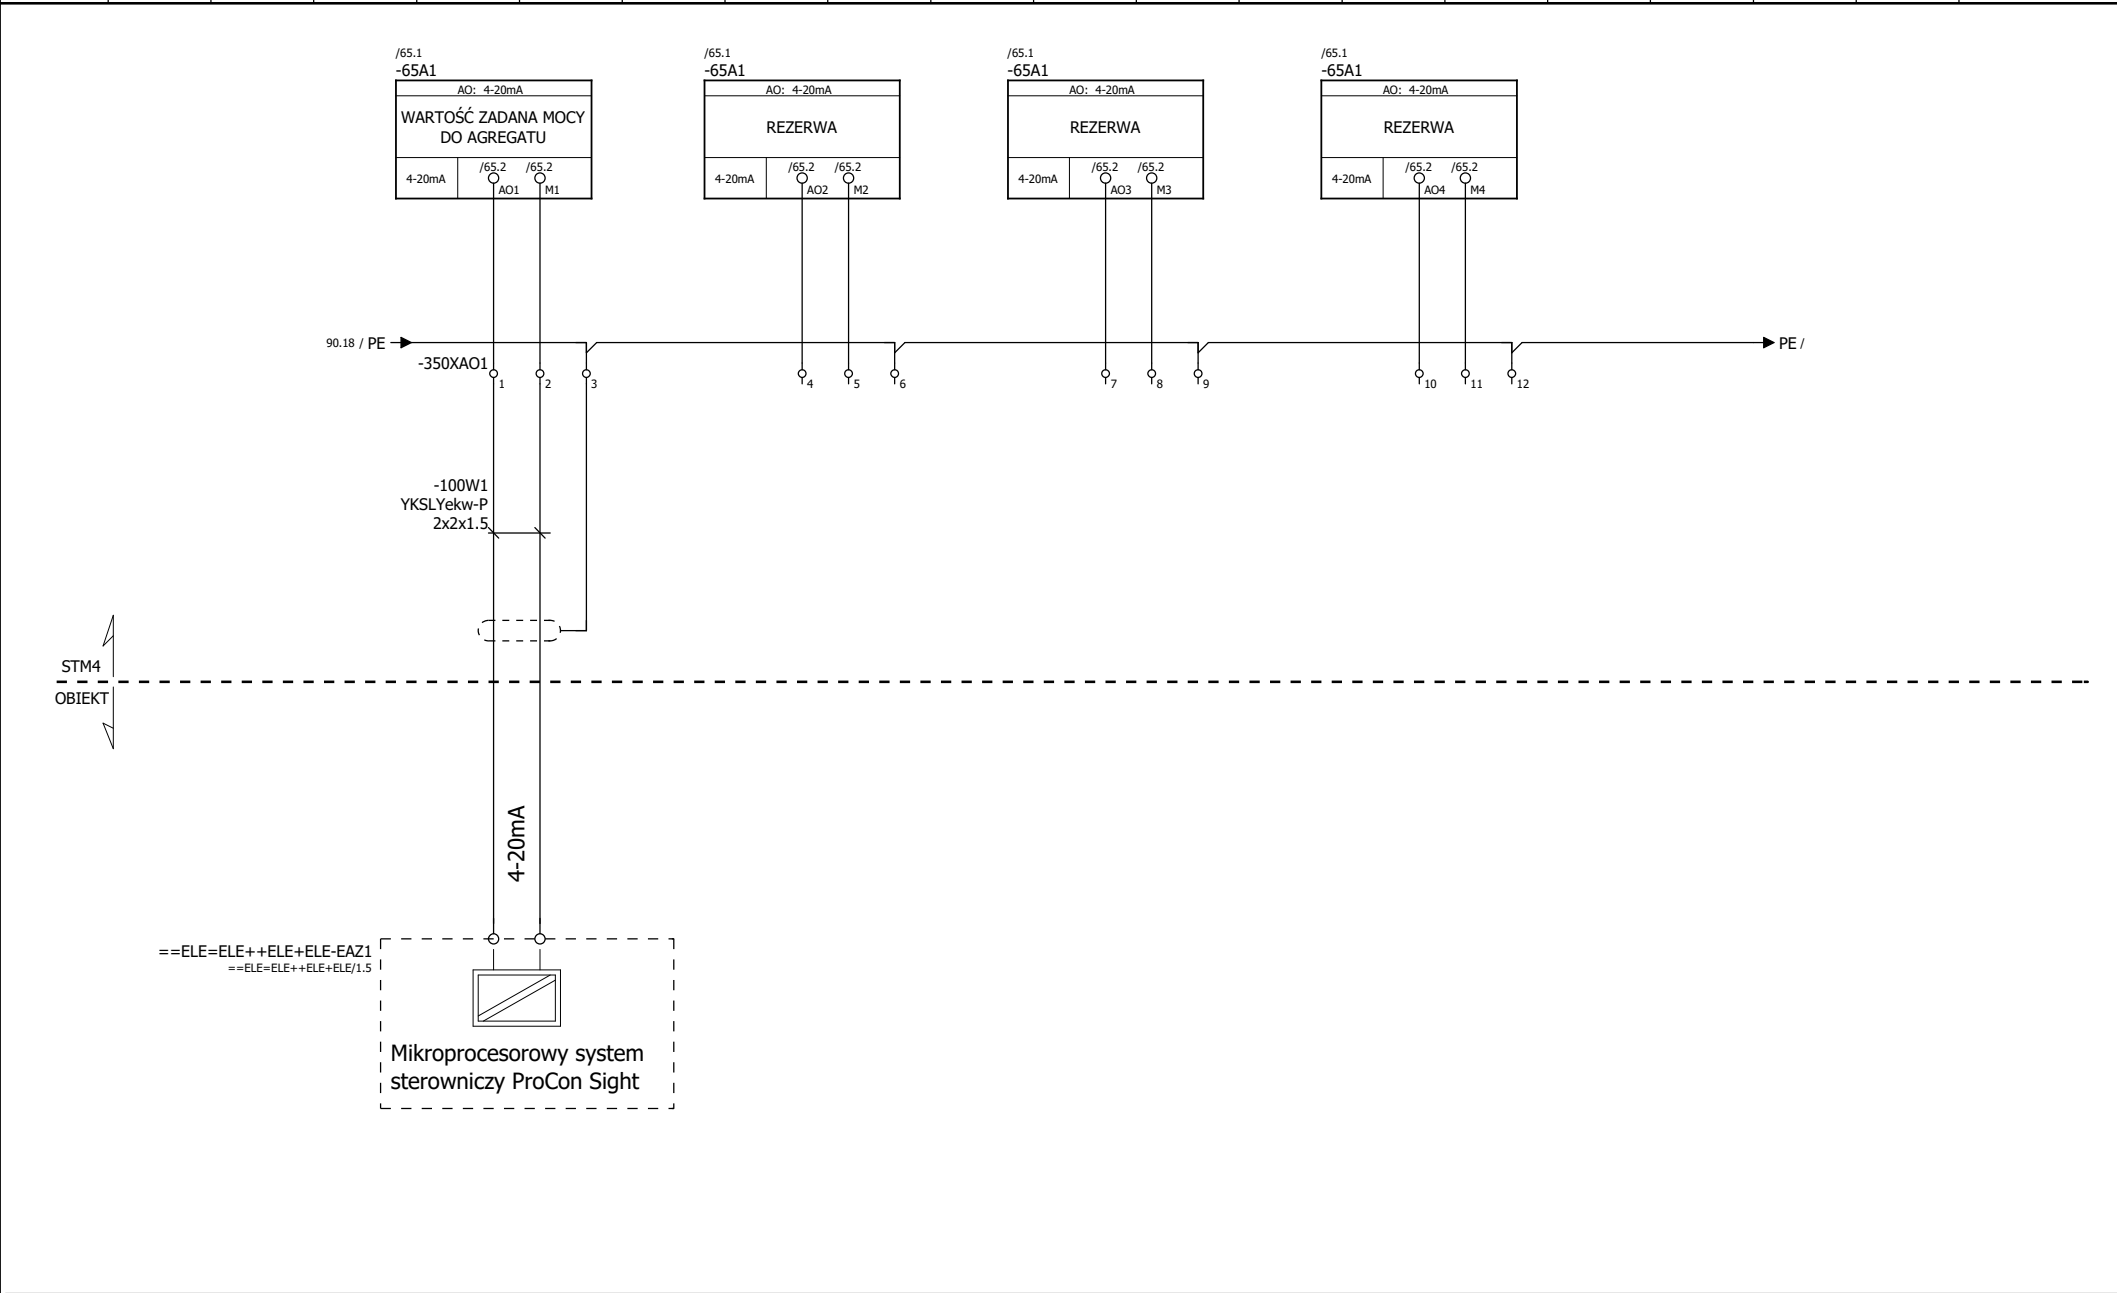 /65.1
-65A1
AO: 4-20mA
WARTOŚĆ ZADANA MOCY
DO AGREGATU
4-20mA
/65.2
/65.2
AO1
M1
/65.1
-65A1
AO: 4-20mA
REZERWA
4-20mA
/65.2
/65.2
AO2
M2
/65.1
-65A1
AO: 4-20mA
REZERWA
4-20mA
/65.2
/65.2
AO3
M3
/65.1
-65A1
AO: 4-20mA
REZERWA
4-20mA
/65.2
/65.2
AO4
M4
90.18 / PE
PE /
-350XAO1
1
2
3
4
5
6
7
8
9
10
11
12
-100W1
YKSLYekw-P
2x2x1.5
STM4
OBIEKT
4-20mA
==ELE=ELE++ELE+ELE-EAZ1
==ELE=ELE++ELE+ELE/1.5
Mikroprocesorowy system
sterowniczy ProCon Sight